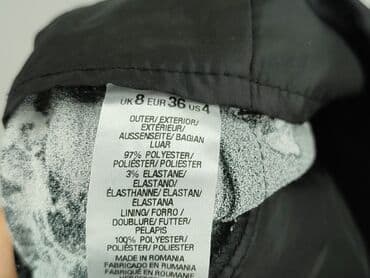 UK 8 EUR 36 US 4
OUTER/EXTERIOR/
EXTÉRIEUR/
AUSSENSEITE/BAGIAN
LUAR
97% POLYESTER/
POLIÉSTER/POLIESTER
3% ELASTANE/
ELASTANO/
ÉLASTHANNE/ELASTAN/
ELASTANA
LINING/FORRO/
DOUBLURE/FUTTER/
PELAPIS
100% POLYESTER/
POLIÉSTER/POLIESTER
MADE IN ROMANIA
FABRICADO EN RUMANÍA
FABRIQUÉ EN ROUMANIE